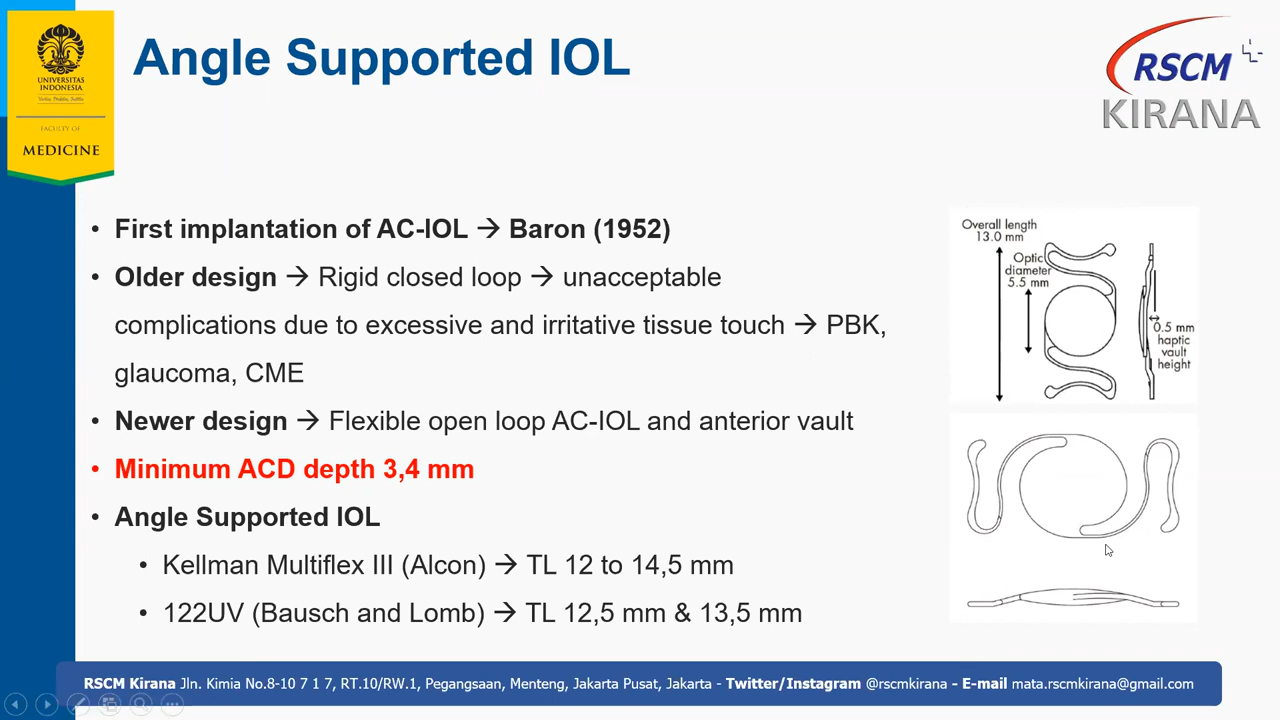 UNIVERSITAS
INDONESIA
Veritas, Probitas, Iustitia
FACULTY OF
MEDICINE
Angle Supported IOL
RSCM
KIRANA
• First implantation of AC-IOL → Baron (1952)
• Older design → Rigid closed loop → unacceptable
complications due to excessive and irritative tissue touch → PBK,
glaucoma, CME
• Newer design → Flexible open loop AC-IOL and anterior vault
• Minimum ACD depth 3,4 mm
• Angle Supported IOL
• Kellman Multiflex III (Alcon) → TL 12 to 14,5 mm
• 122UV (Bausch and Lomb) → TL 12,5 mm & 13,5 mm
Overall length
13.0 mm
Optic
diameter
5.5 mm
0.5 mm
haptic
vault
height
RSCM Kirana Jln. Kimia No.8-10 7 1 7, RT.10/RW.1, Pegangsaan, Menteng, Jakarta Pusat, Jakarta - Twitter/Instagram @rscmkirana - E-mail mata.rscmkirana@gmail.com